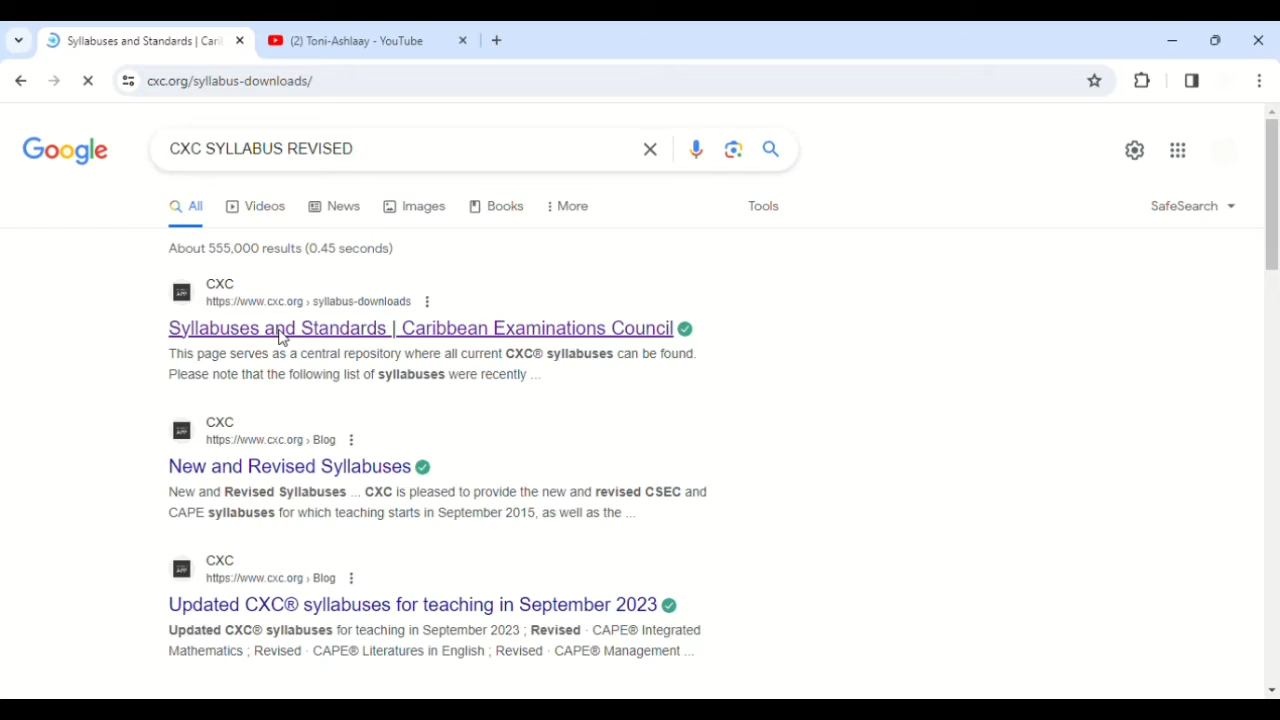 Syllabuses and Standards | Cari
(2) Toni-Ashlaay - YouTube
cxc.org/syllabus-downloads/
Google
CXC SYLLABUS REVISED
All
Videos
News
Images
Books
More
Tools
SafeSearch
About 555,000 results (0.45 seconds)
CXC
https://www.cxc.org › syllabus-downloads
Syllabuses and Standards | Caribbean Examinations Council
This page serves as a central repository where all current CXC® syllabuses can be found.
Please note that the following list of syllabuses were recently ...
CXC
https://www.cxc.org › Blog
New and Revised Syllabuses
New and Revised Syllabuses ... CXC is pleased to provide the new and revised CSEC and
CAPE syllabuses for which teaching starts in September 2015, as well as the ...
CXC
https://www.cxc.org › Blog
Updated CXC® syllabuses for teaching in September 2023
Updated CXC® syllabuses for teaching in September 2023 ; Revised · CAPE® Integrated
Mathematics ; Revised · CAPE® Literatures in English ; Revised · CAPE® Management ...